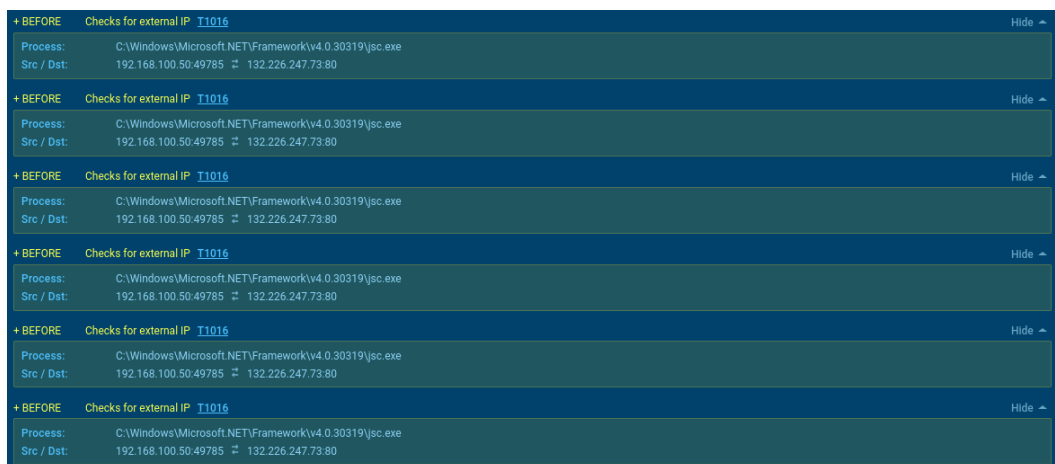 + BEFORE Checks for external IP T1016 Hide
Process: C:\Windows\Microsoft.NET\Framework\v4.0.30319\jsc.exe
Src / Dst: 192.168.100.50:49785 ⇄ 132.226.247.73:80
+ BEFORE Checks for external IP T1016 Hide
Process: C:\Windows\Microsoft.NET\Framework\v4.0.30319\jsc.exe
Src / Dst: 192.168.100.50:49785 ⇄ 132.226.247.73:80
+ BEFORE Checks for external IP T1016 Hide
Process: C:\Windows\Microsoft.NET\Framework\v4.0.30319\jsc.exe
Src / Dst: 192.168.100.50:49785 ⇄ 132.226.247.73:80
+ BEFORE Checks for external IP T1016 Hide
Process: C:\Windows\Microsoft.NET\Framework\v4.0.30319\jsc.exe
Src / Dst: 192.168.100.50:49785 ⇄ 132.226.247.73:80
+ BEFORE Checks for external IP T1016 Hide
Process: C:\Windows\Microsoft.NET\Framework\v4.0.30319\jsc.exe
Src / Dst: 192.168.100.50:49785 ⇄ 132.226.247.73:80
+ BEFORE Checks for external IP T1016 Hide
Process: C:\Windows\Microsoft.NET\Framework\v4.0.30319\jsc.exe
Src / Dst: 192.168.100.50:49785 ⇄ 132.226.247.73:80